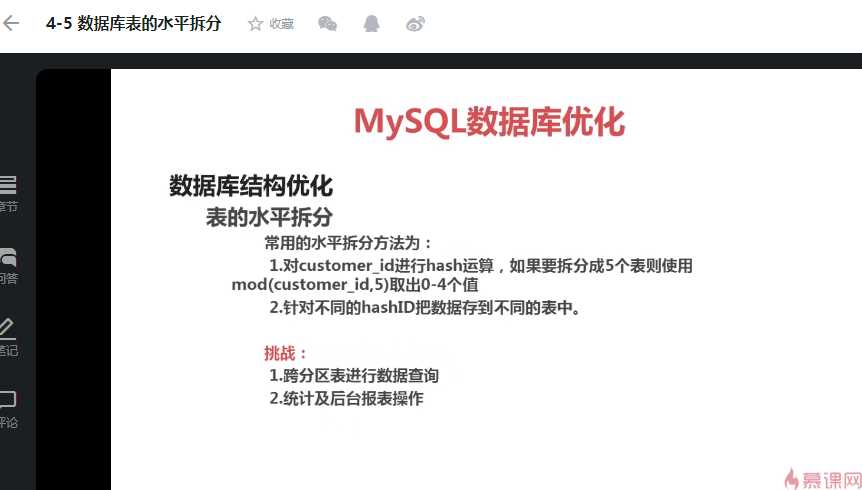 4-5 数据库表的水平拆分
收藏
MySQL数据库优化
数据库结构优化
表的水平拆分
常用的水平拆分方法为：
1.对customer_id进行hash运算，如果要拆分成5个表则使用
mod(customer_id,5)取出0-4个值
2.针对不同的hashID把数据存到不同的表中。
挑战：
1.跨分区表进行数据查询
2.统计及后台报表操作
章节
问答
笔记
评论
慕课网